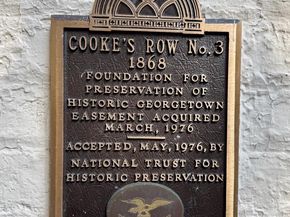 COOKE'S ROW No. 3
1868
FOUNDATION FOR
PRESERVATION OF
HISTORIC GEORGETOWN
EASEMENT ACQUIRED
MARCH, 1976
ACCEPTED, MAY, 1976, BY
NATIONAL TRUST FOR
HISTORIC PRESERVATION